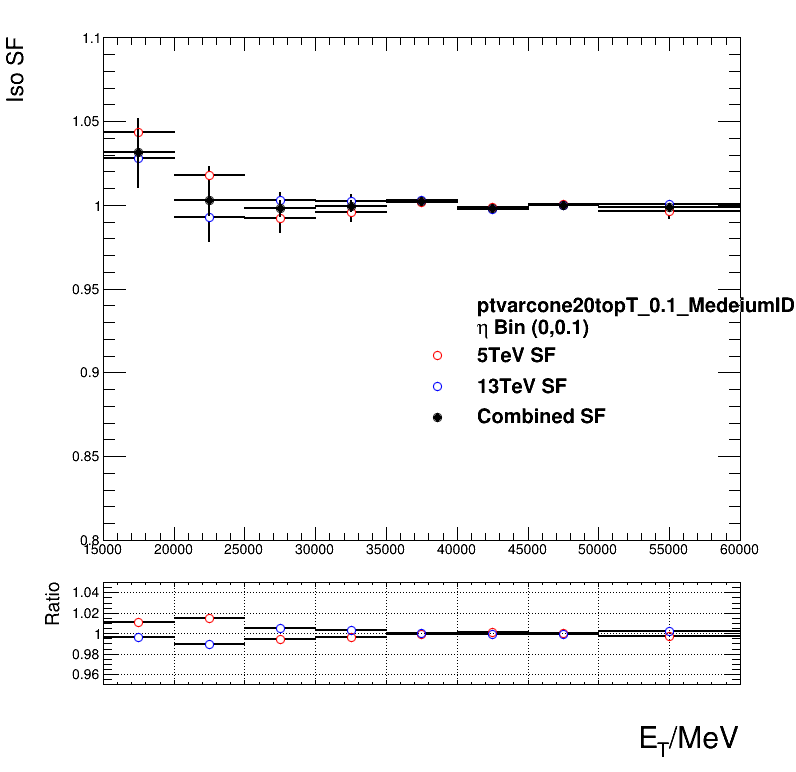 Iso SF
1.1
1.05
1
0.95
0.9
0.85
0.8
ptvarcone20topT_0.1_MedeiumID
η Bin (0,0.1)
5TeV SF
13TeV SF
Combined SF
15000 20000 25000 30000 35000 40000 45000 50000 55000 60000
Ratio
1.04
1.02
1
0.98
0.96
E_T/MeV